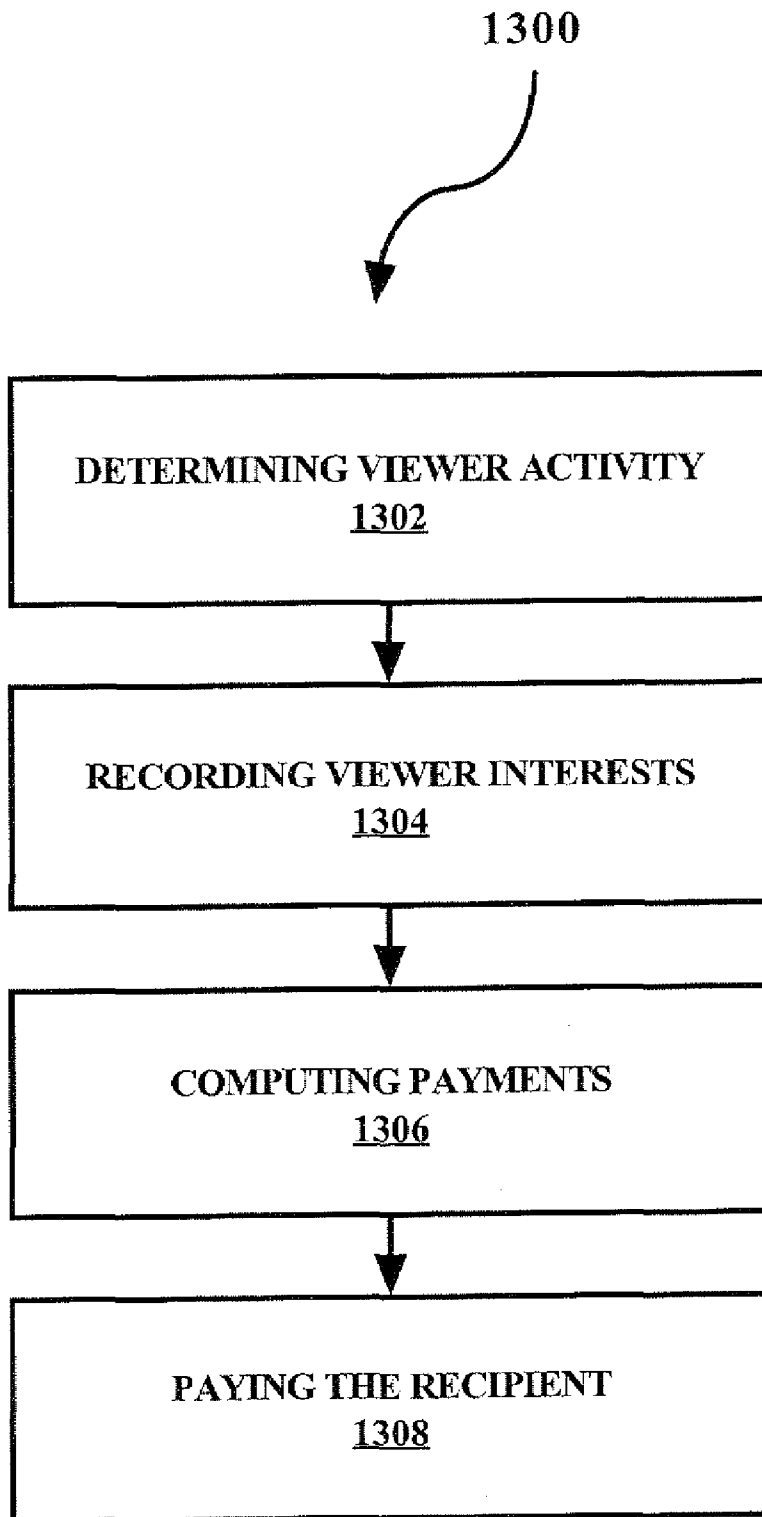 1300
DETERMINING VIEWER ACTIVITY
1302
RECORDING VIEWER INTERESTS
1304
COMPUTING PAYMENTS
1306
PAYING THE RECIPIENT
1308